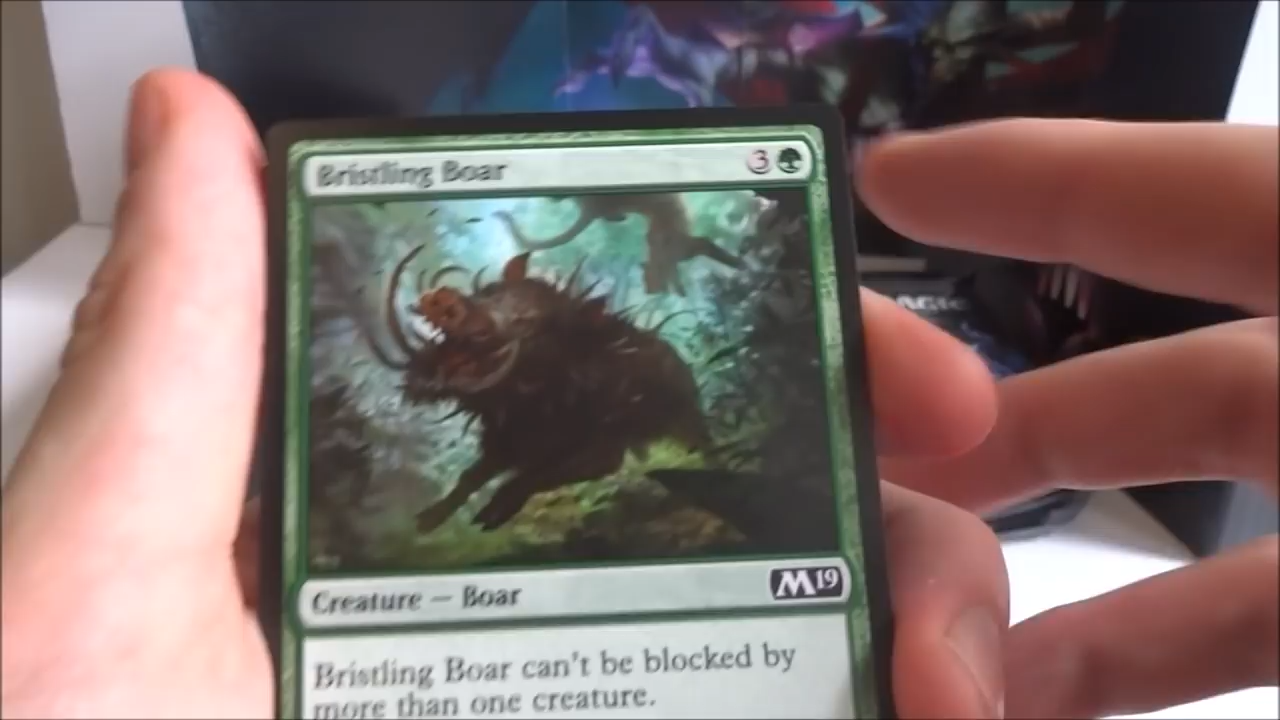 Bristling Boar 3
Creature — Boar M19
Bristling Boar can't be blocked by
more than one creature.